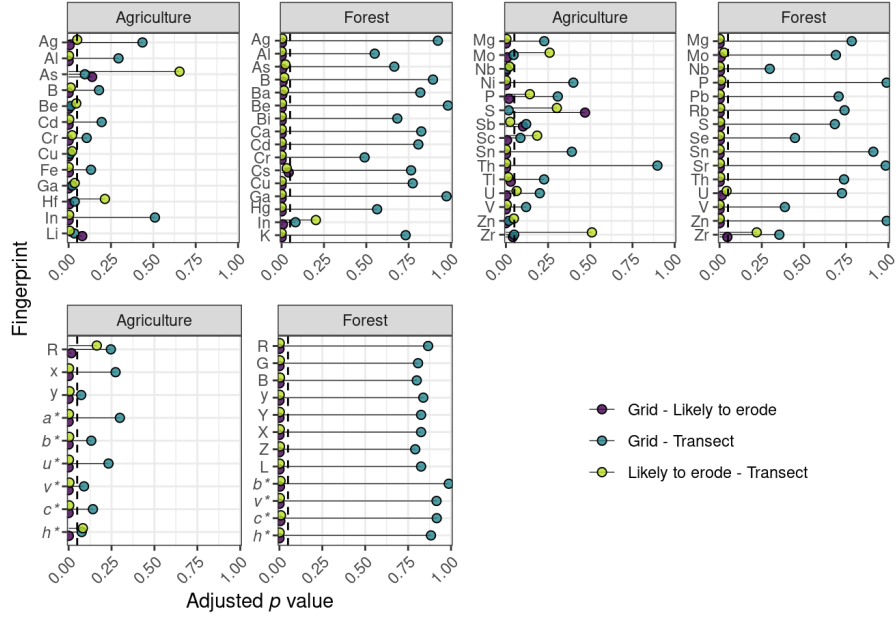 Agriculture
Forest
Ag
Al
As
B
Be
Cd
Cr
Cu
Fe
Ga
Hf
In
Li
Ag
Al
As
B
Ba
Be
Bi
Ca
Cd
Cr
Cs
Cu
Ga
Hg
In
K
0.00 0.25 0.50 0.75 1.00
0.00 0.25 0.50 0.75 1.00
Agriculture
Forest
Mg
Mo
Nb
Ni
P
S
Sb
Sc
Sn
Th
Tl
U
V
Zn
Zr
Mg
Mo
Nb
P
Pb
Rb
S
Se
Sn
Sr
Th
U
V
Zn
Zr
0.00 0.25 0.50 0.75 1.00
0.00 0.25 0.50 0.75 1.00
Fingerprint
Agriculture
Forest
R
x
y
a*
b*
u*
v*
c*
h*
R
G
B
y
Y
X
Z
L
b*
v*
c*
h*
0.00 0.25 0.50 0.75 1.00
0.00 0.25 0.50 0.75 1.00
Adjusted p value
Grid - Likely to erode
Grid - Transect
Likely to erode - Transect